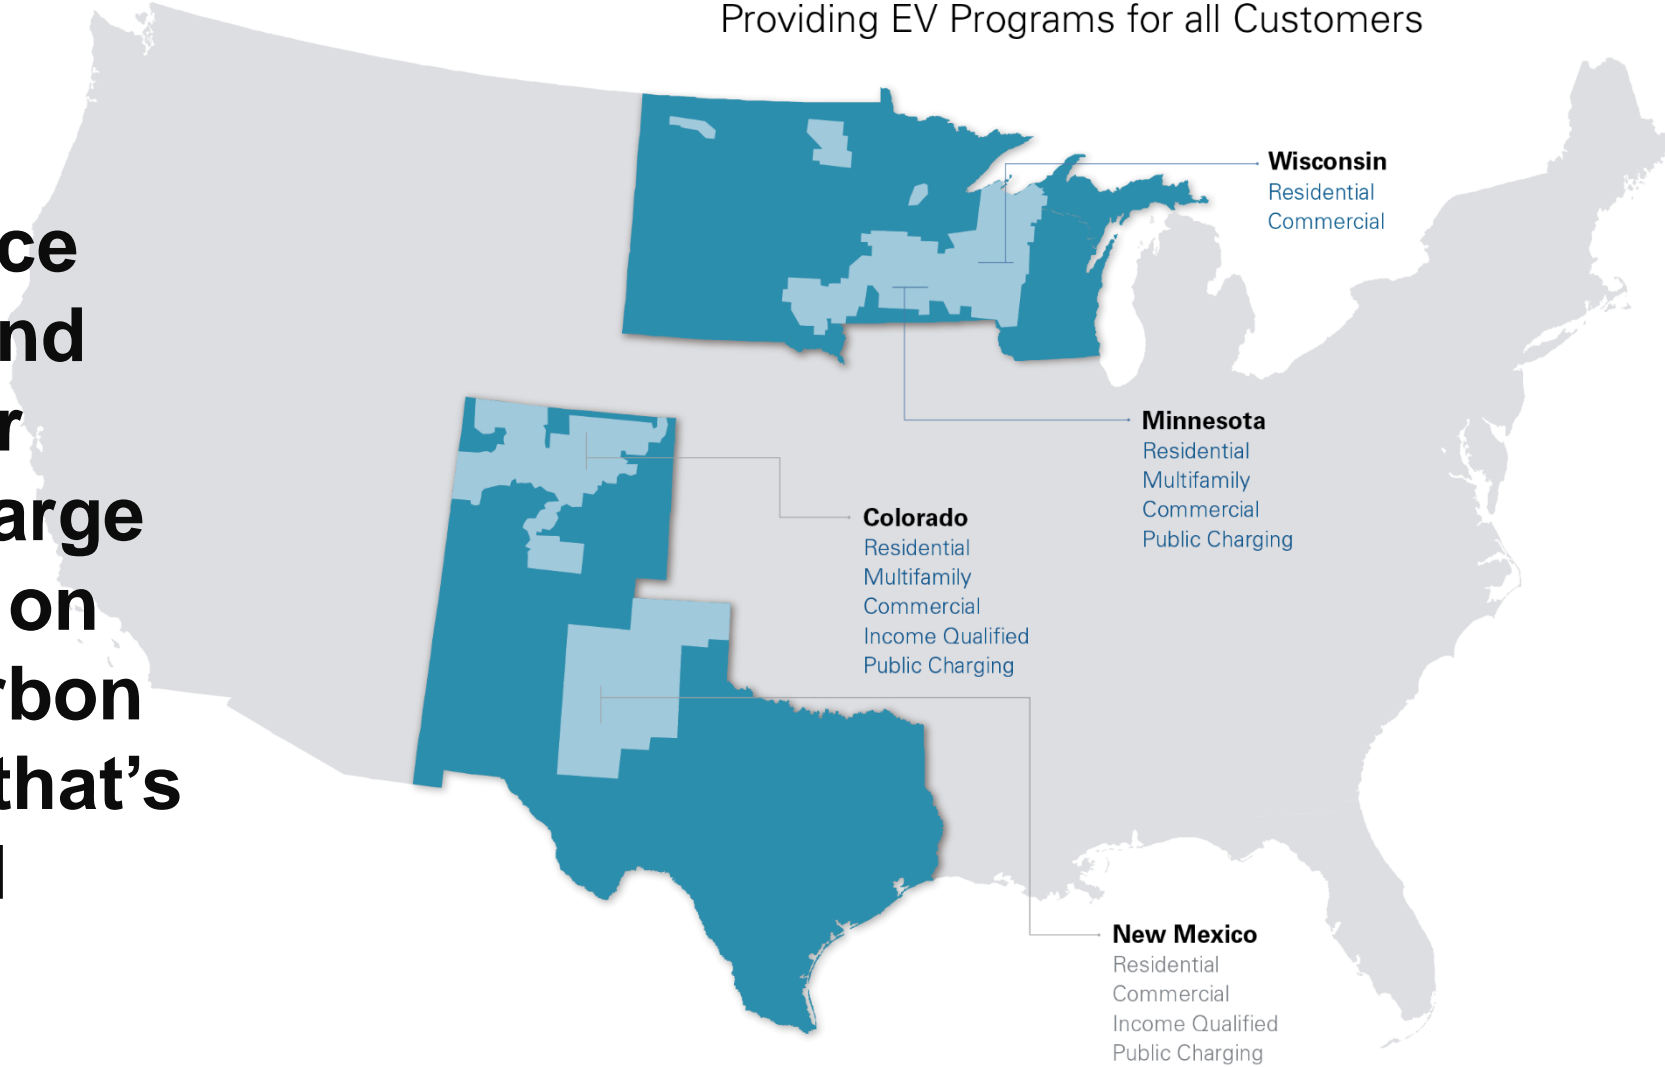 Providing EV Programs for all Customers
Wisconsin
Residential
Commercial
ce
nd
r
arge
on
rbon
that’s
Minnesota
Residential
Multifamily
Commercial
Public Charging
Colorado
Residential
Multifamily
Commercial
Income Qualified
Public Charging
New Mexico
Residential
Commercial
Income Qualified
Public Charging